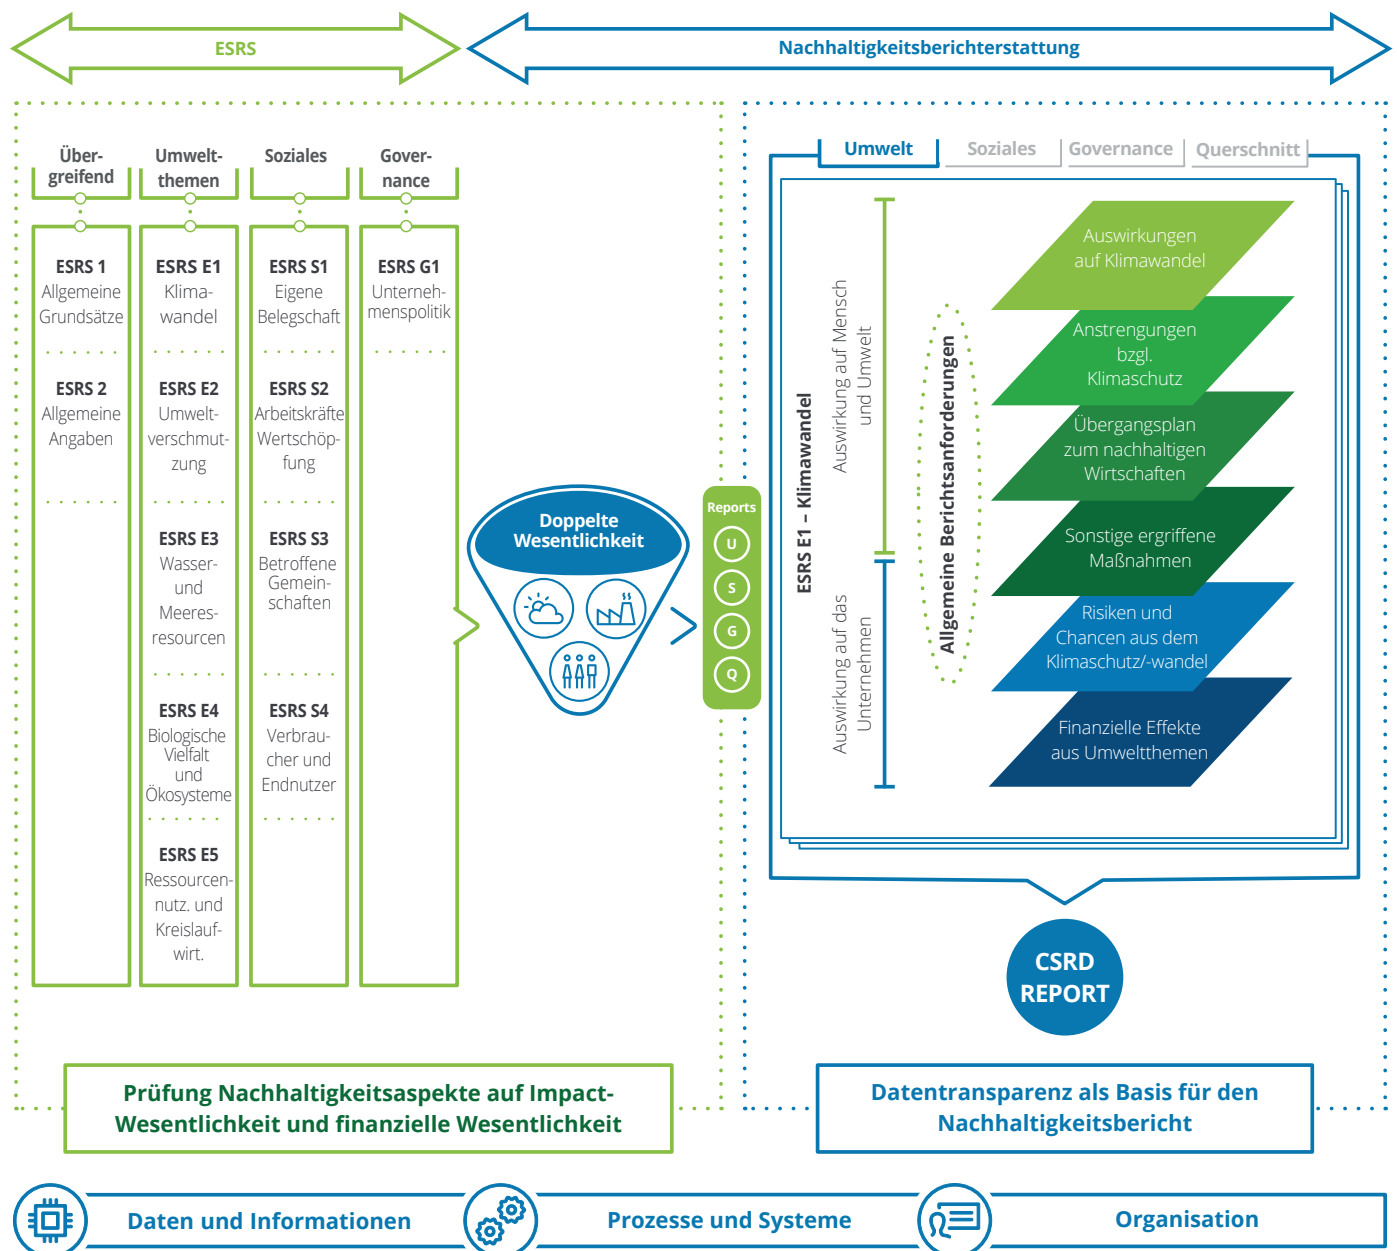 ESRS
Nachhaltigkeitsberichterstattung
Über-
greifend
Umwelt-
themen
Soziales
Gover-
nance
ESRS 1
Allgemeine
Grundsätze
ESRS 2
Allgemeine
Angaben
ESRS E1
Klima-
wandel
ESRS E2
Umwelt-
verschmut-
zung
ESRS E3
Wasser-
und
Meeres-
resourcen
ESRS E4
Biologische
Vielfalt
und
Ökosysteme
ESRS E5
Ressourcen-
nutz. und
Kreislauf-
wirt.
ESRS S1
Eigene
Belegschaft
ESRS S2
Arbeitskräfte
Wertschöp-
fung
ESRS S3
Betroffene
Gemein-
schaften
ESRS S4
Verbrau-
cher und
Endnutzer
ESRS G1
Unterneh-
menspolitik
Doppelte
Wesentlichkeit
Reports
U
S
G
Q
Umwelt
Soziales
Governance
Querschnitt
ESRS E1 – Klimawandel
Auswirkung auf Mensch
und Umwelt
Auswirkung auf das
Unternehmen
Allgemeine Berichtsanforderungen
Auswirkungen
auf Klimawandel
Anstrengungen
bzgl.
Klimaschutz
Übergangsplan
zum nachhaltigen
Wirtschaften
Sonstige ergriffene
Maßnahmen
Risiken und
Chancen aus dem
Klimaschutz/-wandel
Finanzielle Effekte
aus Umweltthemen
CSRD
REPORT
Prüfung Nachhaltigkeitsaspekte auf Impact-
Wesentlichkeit und finanzielle Wesentlichkeit
Datentransparenz als Basis für den
Nachhaltigkeitsbericht
Daten und Informationen
Prozesse und Systeme
Organisation